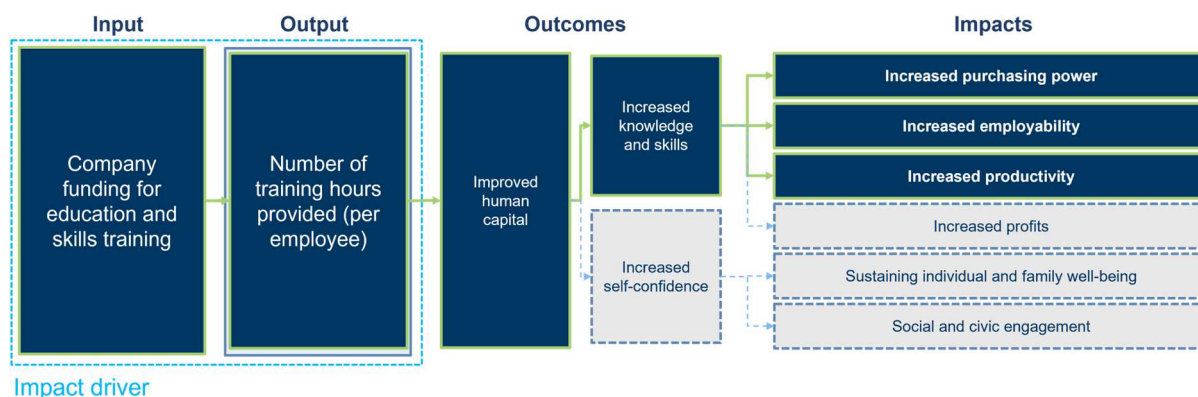 Input
Output
Outcomes
Impacts
Company
funding for
education and
skills training
Number of
training hours
provided (per
employee)
Improved
human
capital
Increased
knowledge
and skills
Increased
self-confidence
Increased purchasing power
Increased employability
Increased productivity
Increased profits
Sustaining individual and family well-being
Social and civic engagement
Impact driver